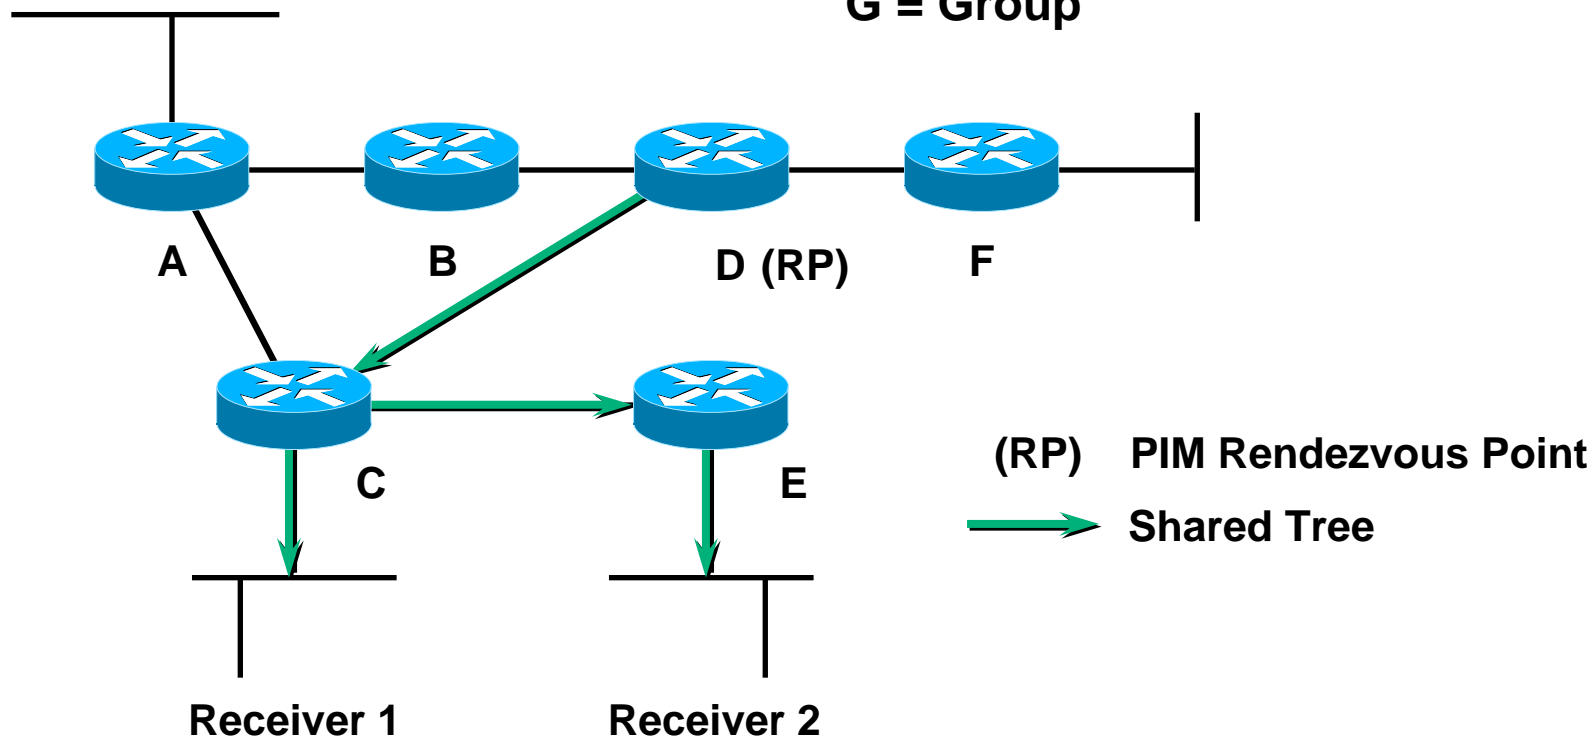 G = Group
A
B
D (RP)
F
C
E
(RP) PIM Rendezvous Point
Shared Tree
Receiver 1
Receiver 2